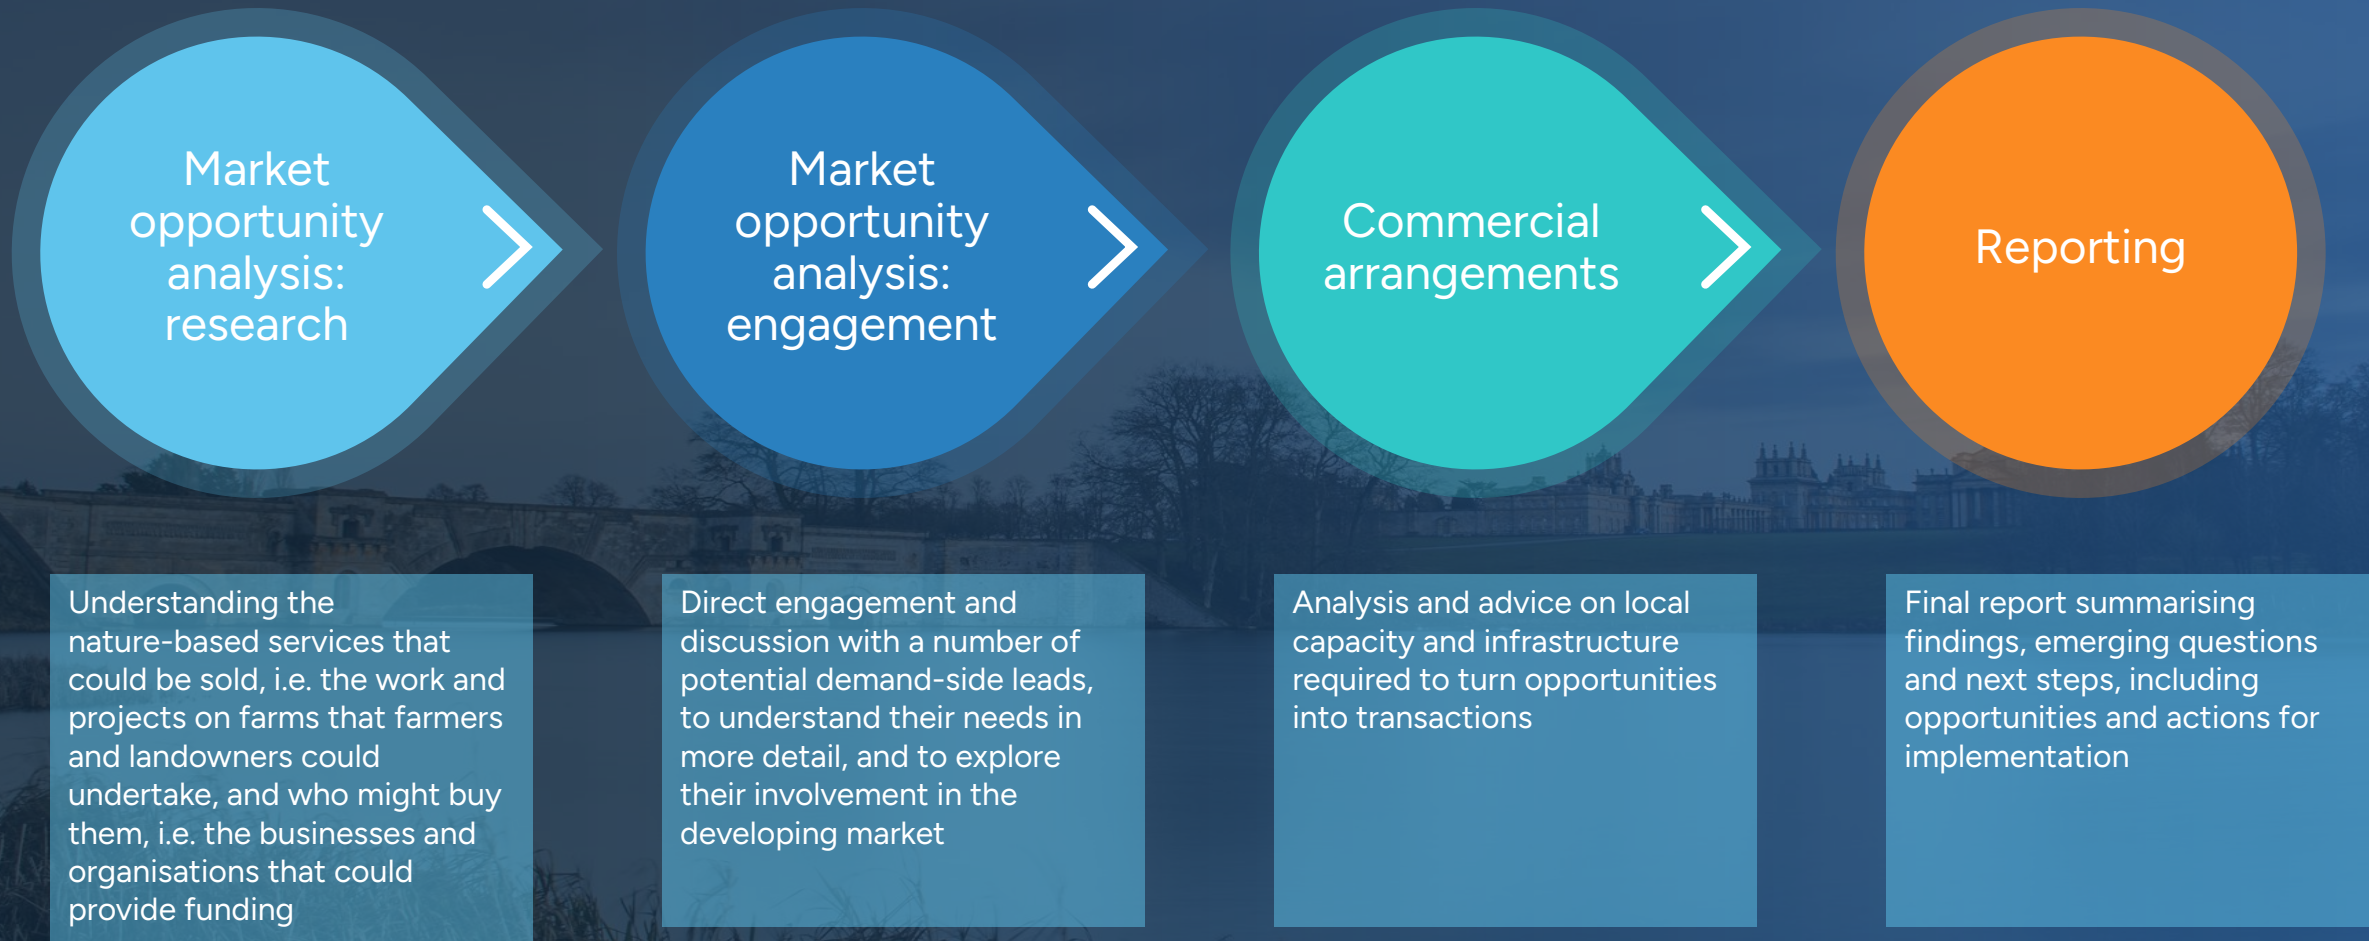 Market
opportunity
analysis:
research
Market
opportunity
analysis:
engagement
Commercial
arrangements
Reporting
Understanding the
nature-based services that
could be sold, i.e. the work and
projects on farms that farmers
and landowners could
undertake, and who might buy
them, i.e. the businesses and
organisations that could
provide funding
Direct engagement and
discussion with a number of
potential demand-side leads,
to understand their needs in
more detail, and to explore
their involvement in the
developing market
Analysis and advice on local
capacity and infrastructure
required to turn opportunities
into transactions
Final report summarising
findings, emerging questions
and next steps, including
opportunities and actions for
implementation